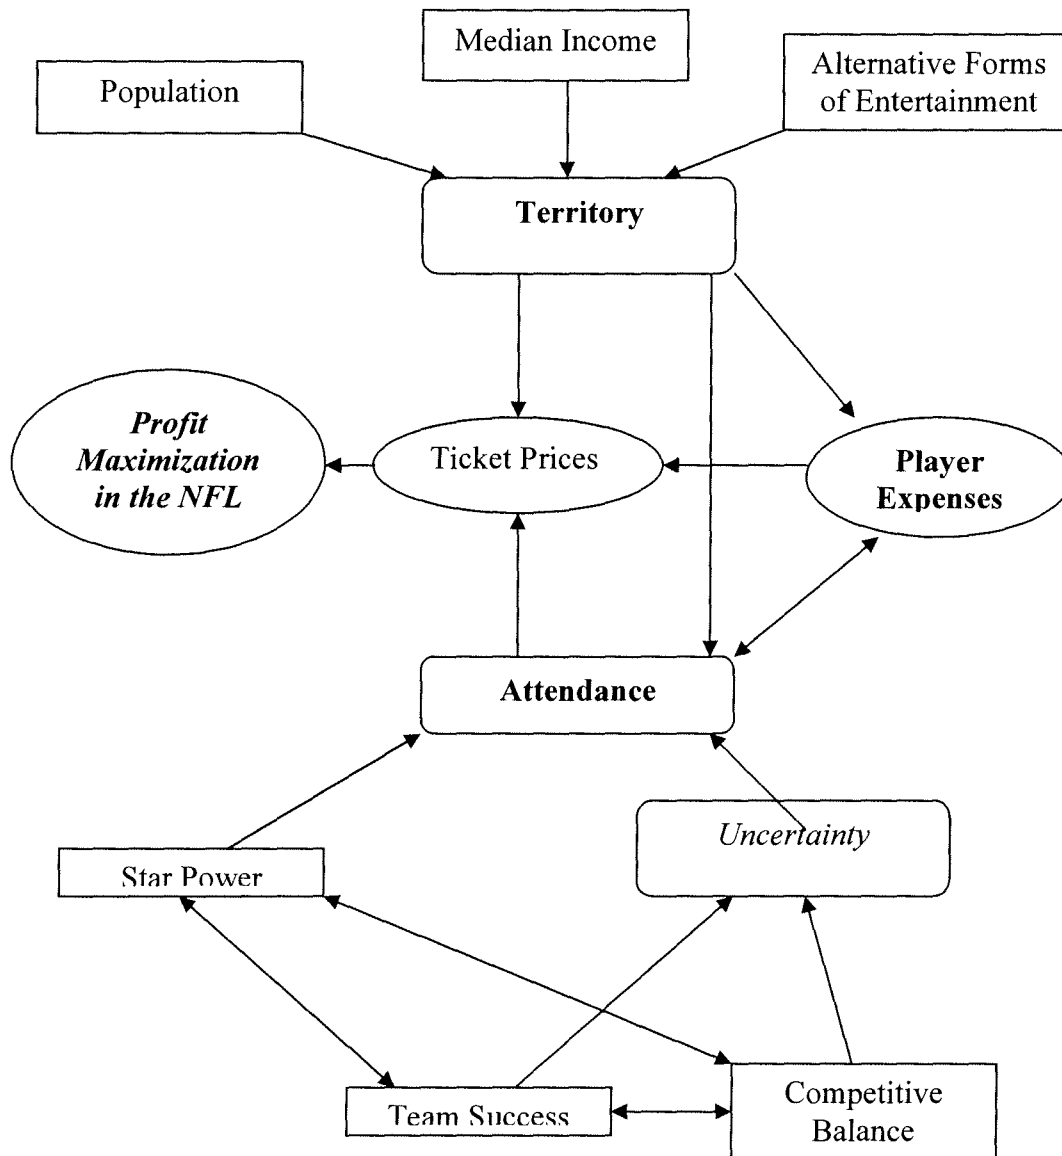 Median Income
Population
Alternative Forms
of Entertainment
Territory
Profit
Maximization
in the NFL
Ticket Prices
Player
Expenses
Attendance
Uncertainty
Star Power
Team Success
Competitive
Balance